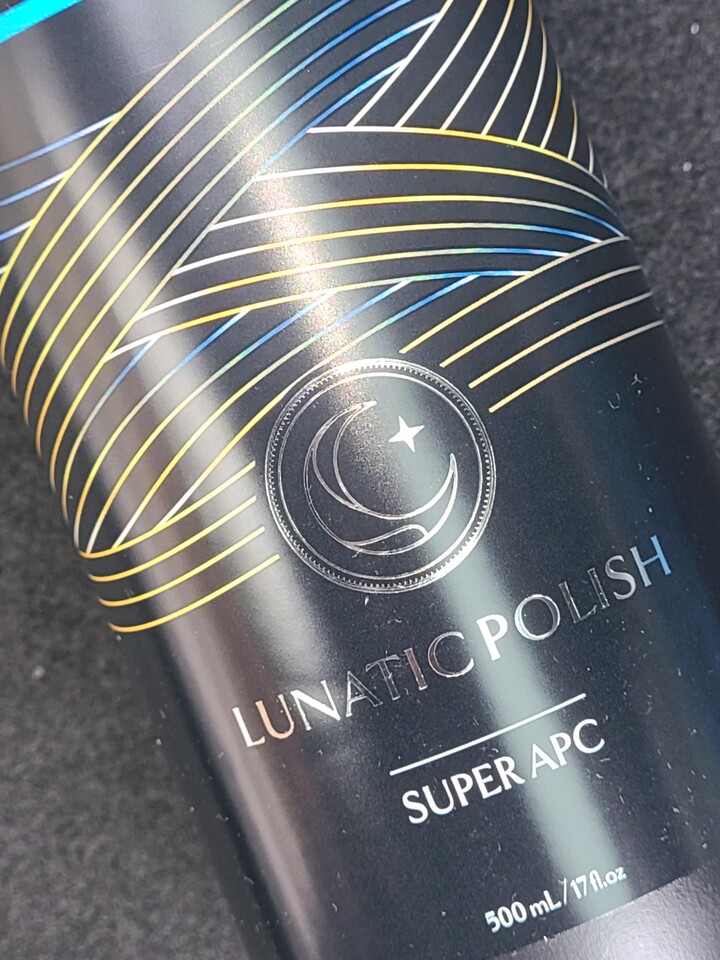 LUNATIC POLISH
SUPER APC
500 mL/17 fl.oz